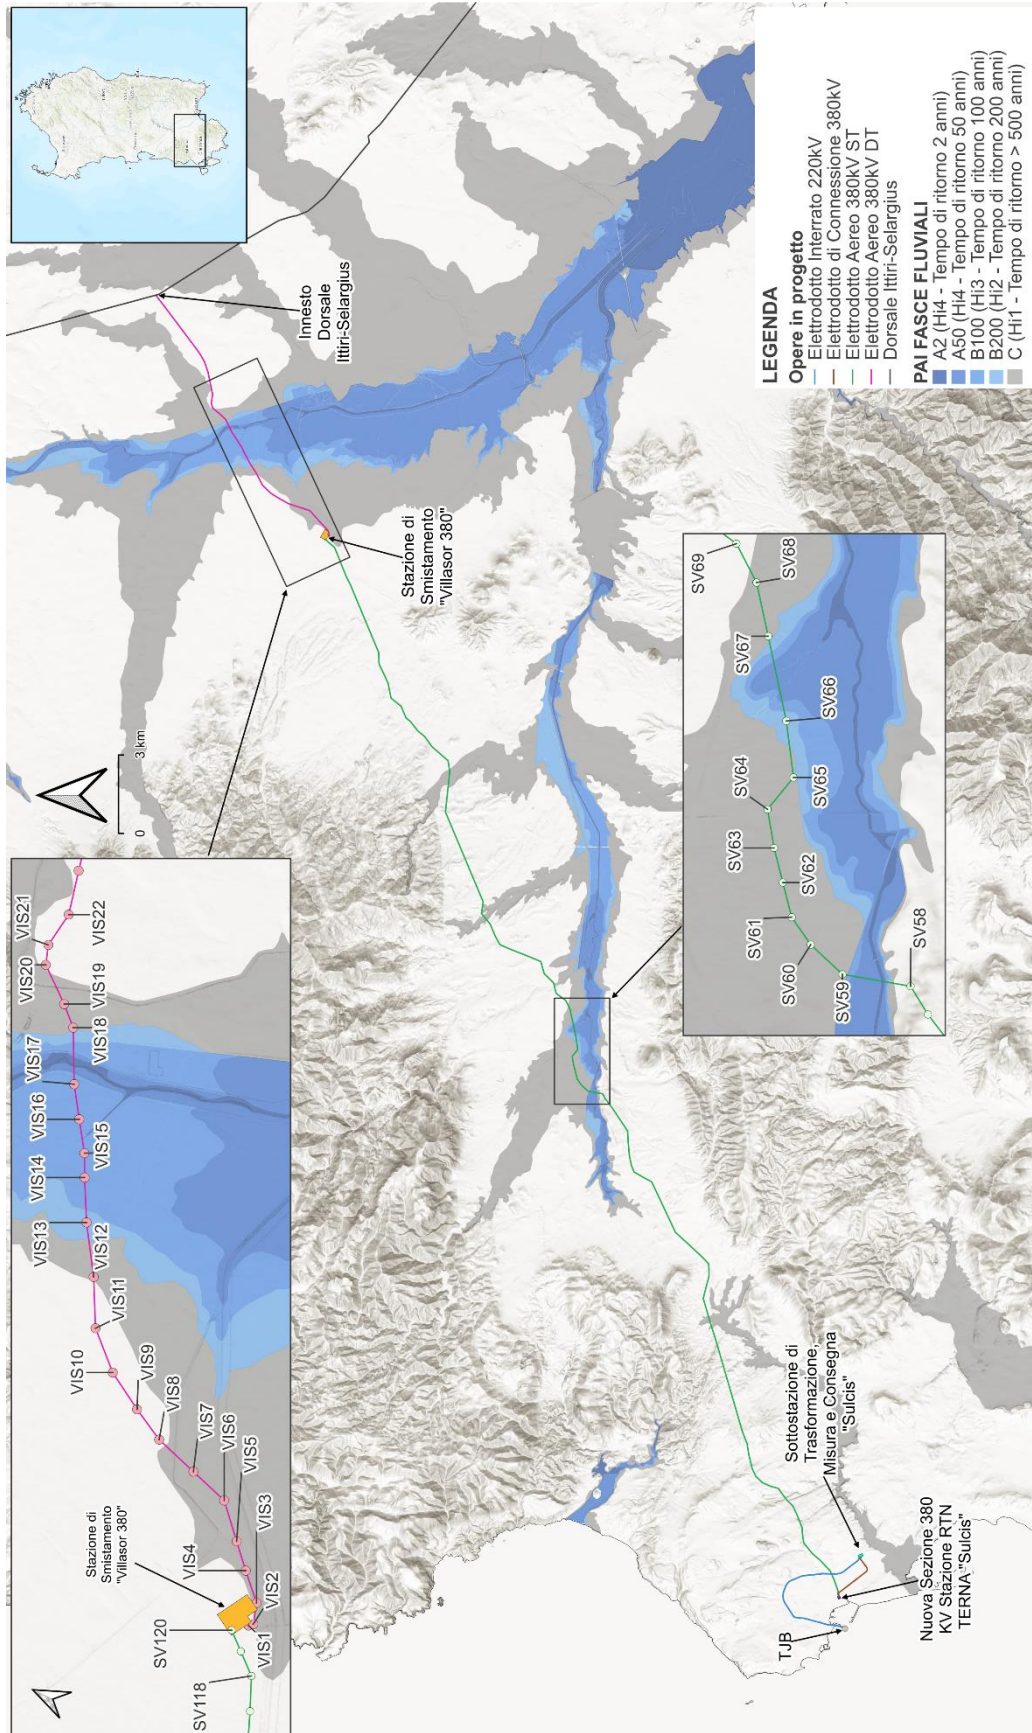 VIS1
VIS2
VIS3
VIS4
VIS5
VIS6
VIS7
VIS8
VIS9
VIS10
VIS11
VIS12
VIS13
VIS14
VIS15
VIS16
VIS17
VIS18
VIS19
VIS20
VIS21
VIS22
SV118
SV120
Stazione di
Smistamento
"Villasor 380"
0
3 km
Innesto
Dorsale
Ittiri-Selargius
Stazione di
Smistamento
"Villasor 380"
TJB
Nuova Sezione 380
KV Stazione RTN
TERNA "Sulcis"
Sottostazione di
Trasformazione,
Misura e Consegna
"Sulcis"
SV58
SV59
SV60
SV61
SV62
SV63
SV64
SV65
SV66
SV67
SV68
SV69
LEGENDA
Opere in progetto
Elettrodotto Interrato 220kV
Elettrodotto di Connessione 380kV
Elettrodotto Aereo 380kV ST
Elettrodotto Aereo 380kV DT
Dorsale Ittiri-Selargius
PAI FASCE FLUVIALI
A2 (Hi4 - Tempo di ritorno 2 anni)
A50 (Hi4 - Tempo di ritorno 50 anni)
B100 (Hi3 - Tempo di ritorno 100 anni)
B200 (Hi2 - Tempo di ritorno 200 anni)
C (Hi1 - Tempo di ritorno > 500 anni)